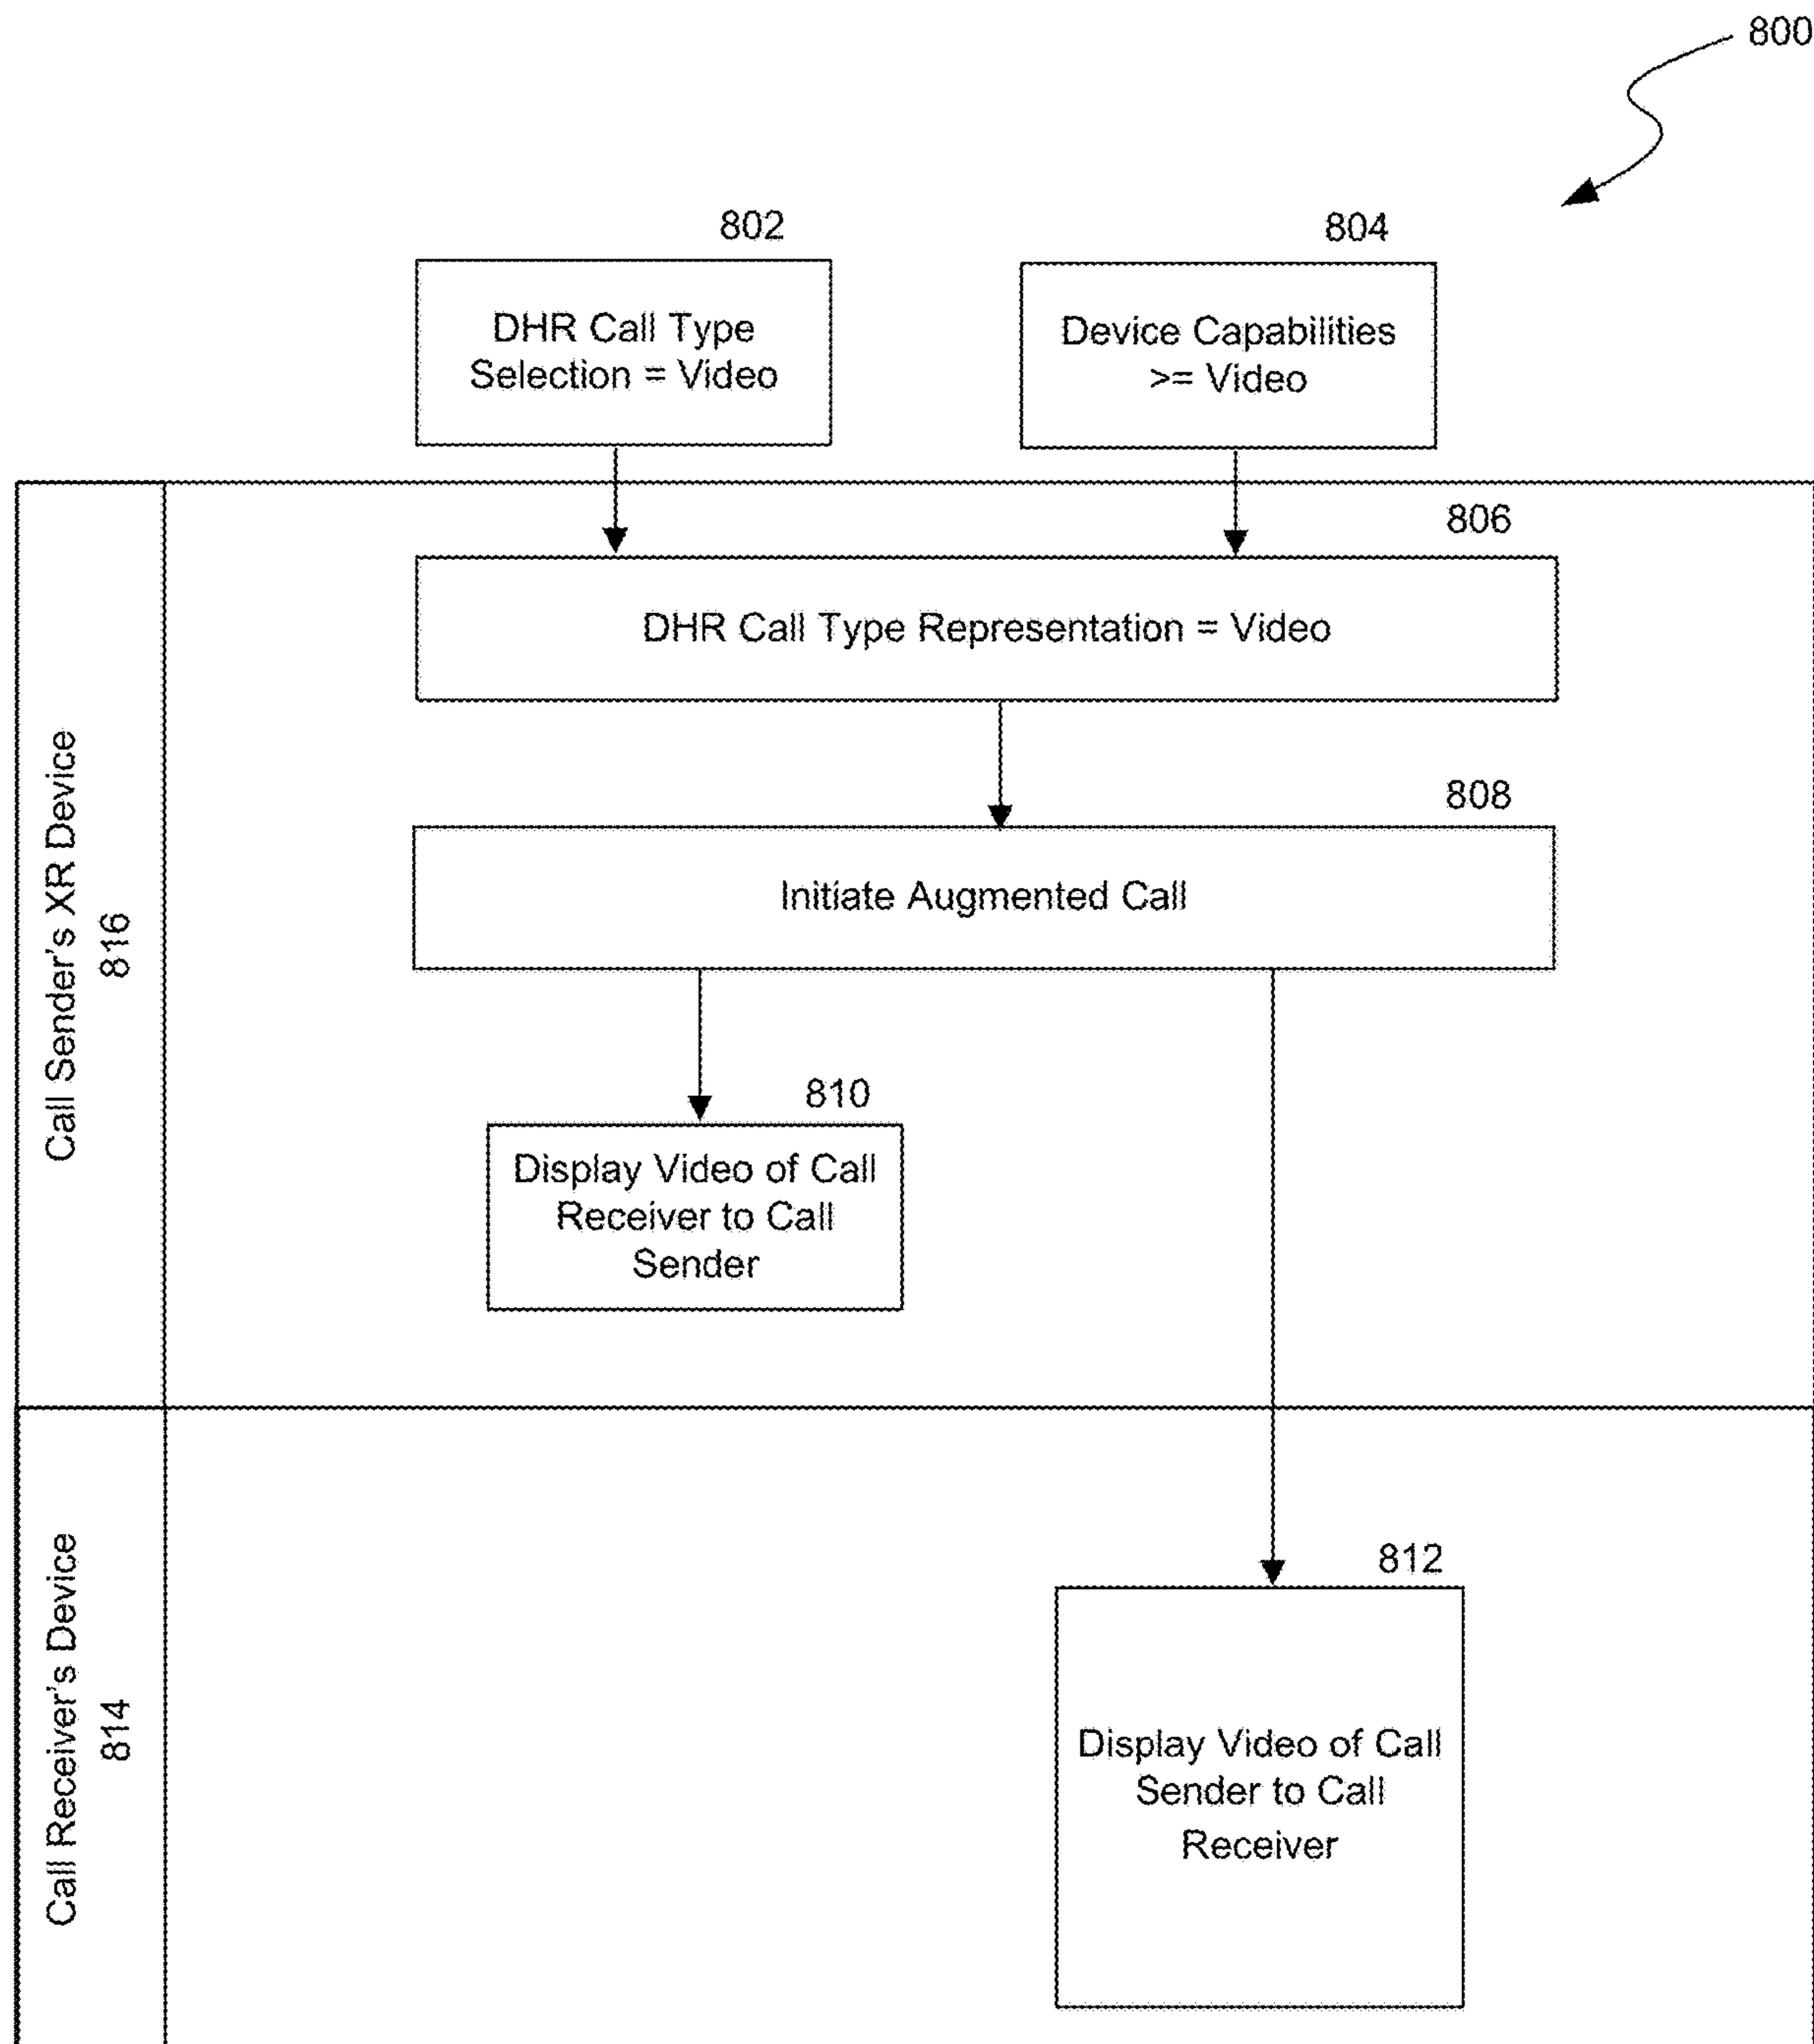 800
802
DHR Call Type
Selection = Video
804
Device Capabilities
>= Video
806
DHR Call Type Representation = Video
808
Initiate Augmented Call
810
Display Video of Call
Receiver to Call
Sender
Call Sender's XR Device
816
812
Display Video of Call
Sender to Call
Receiver
Call Receiver's Device
814